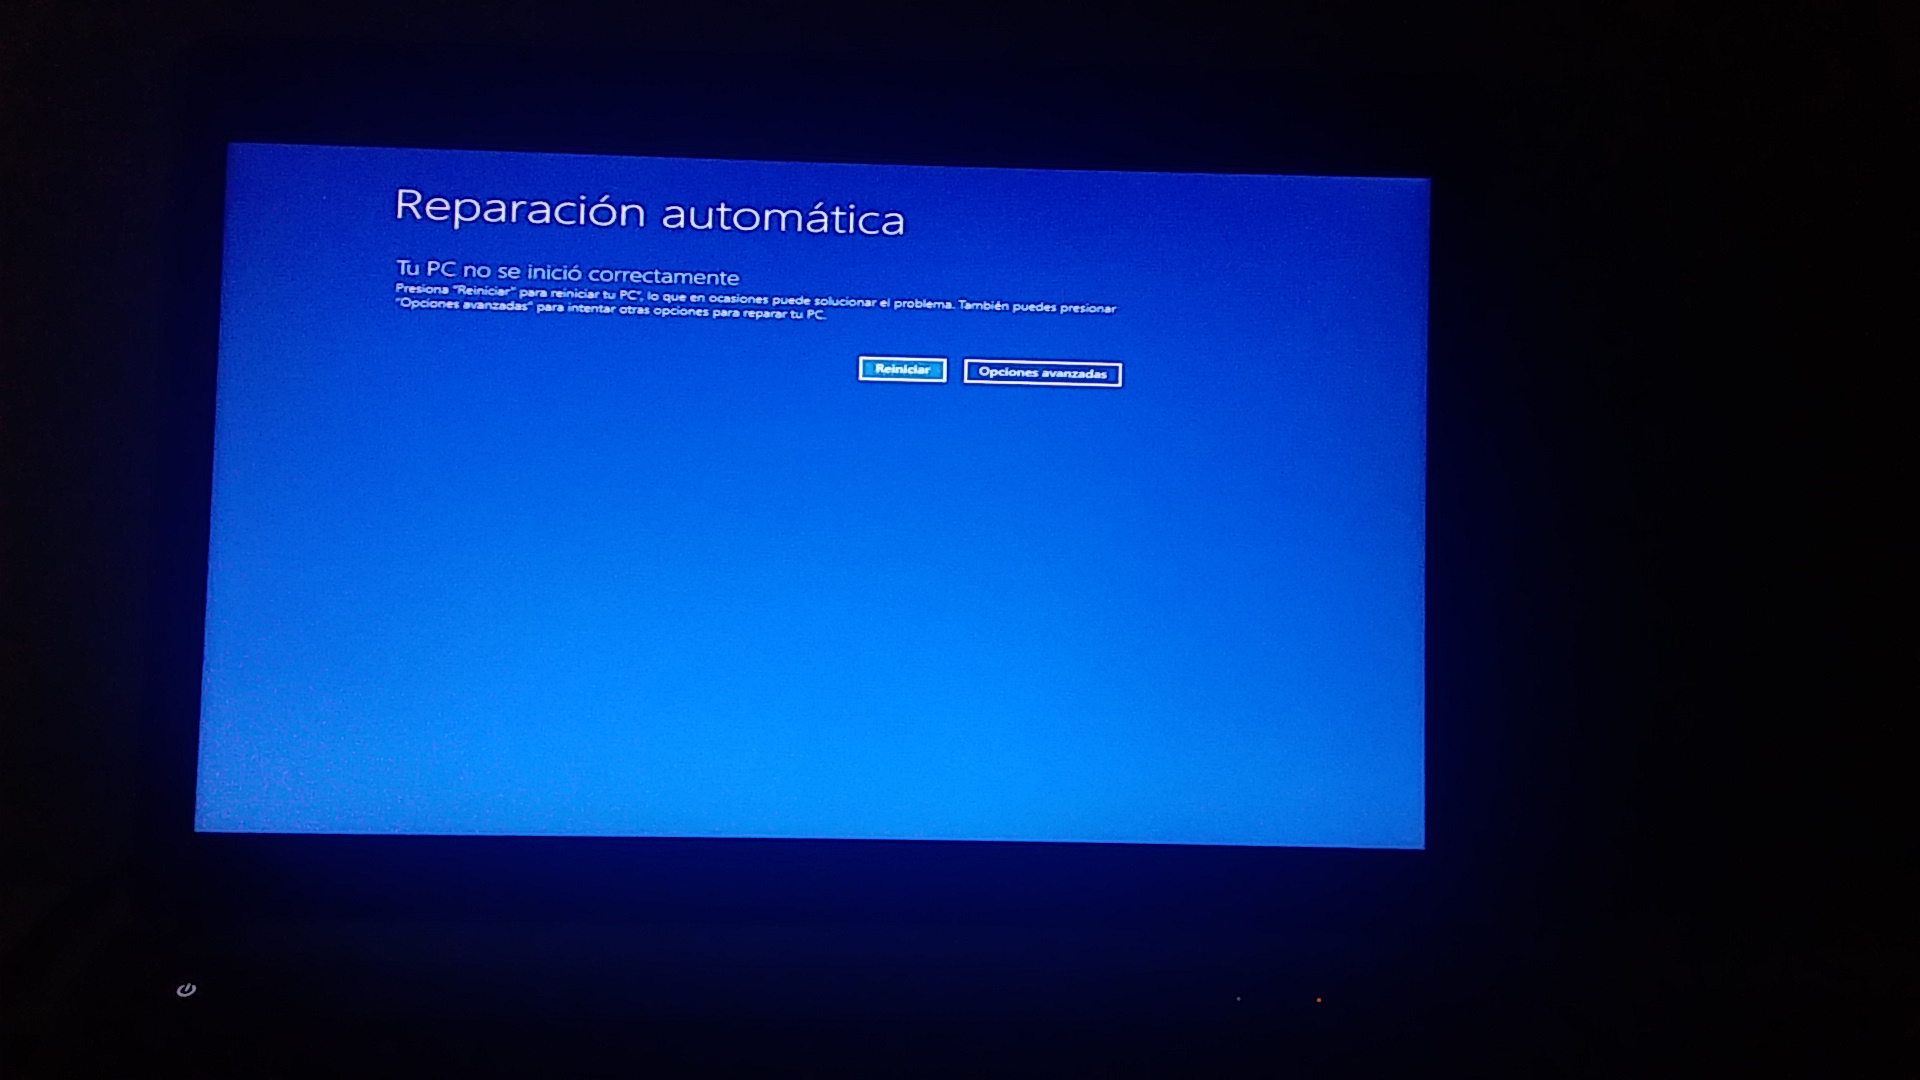 Reparación automática
Tu PC no se inició correctamente
Presiona "Reiniciar" para reiniciar tu PC", lo que en ocasiones puede solucionar el problema. También puedes presionar
"Opciones avanzadas" para intentar otras opciones para reparar tu PC.
Reiniciar
Opciones avanzadas